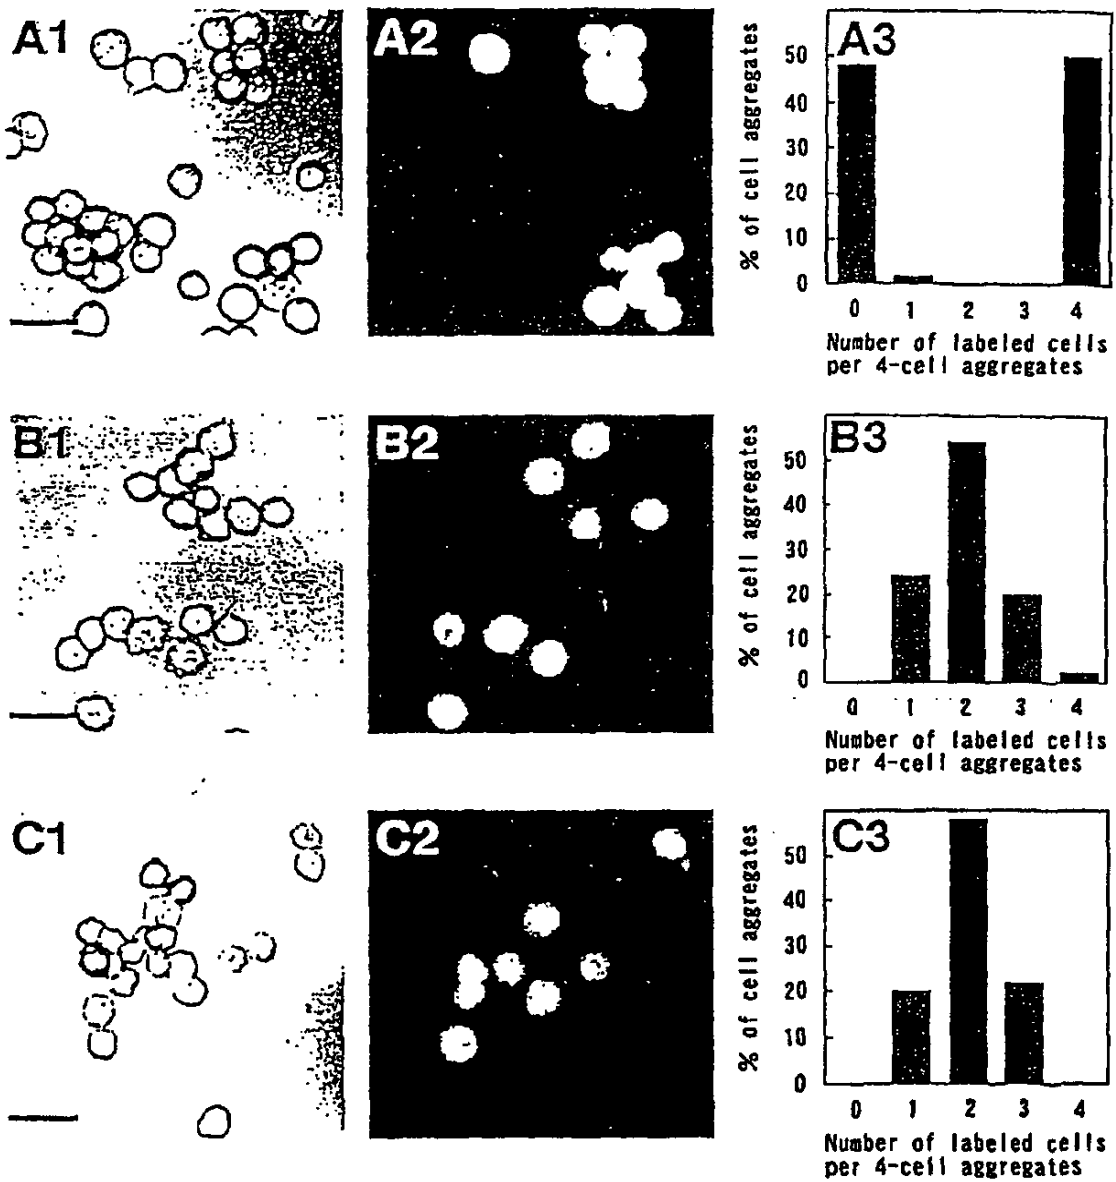 A1
A2
A3
% of cell aggregates
50
40
30
20
10
0
0 1 2 3 4
Number of labeled cells
per 4-cell aggregates
B1
B2
B3
% of cell aggregates
50
40
30
20
10
0
0 1 2 3 4
Number of labeled cells
per 4-cell aggregates
C1
C2
C3
% of cell aggregates
50
40
30
20
10
0
0 1 2 3 4
Number of labeled cells
per 4-cell aggregates